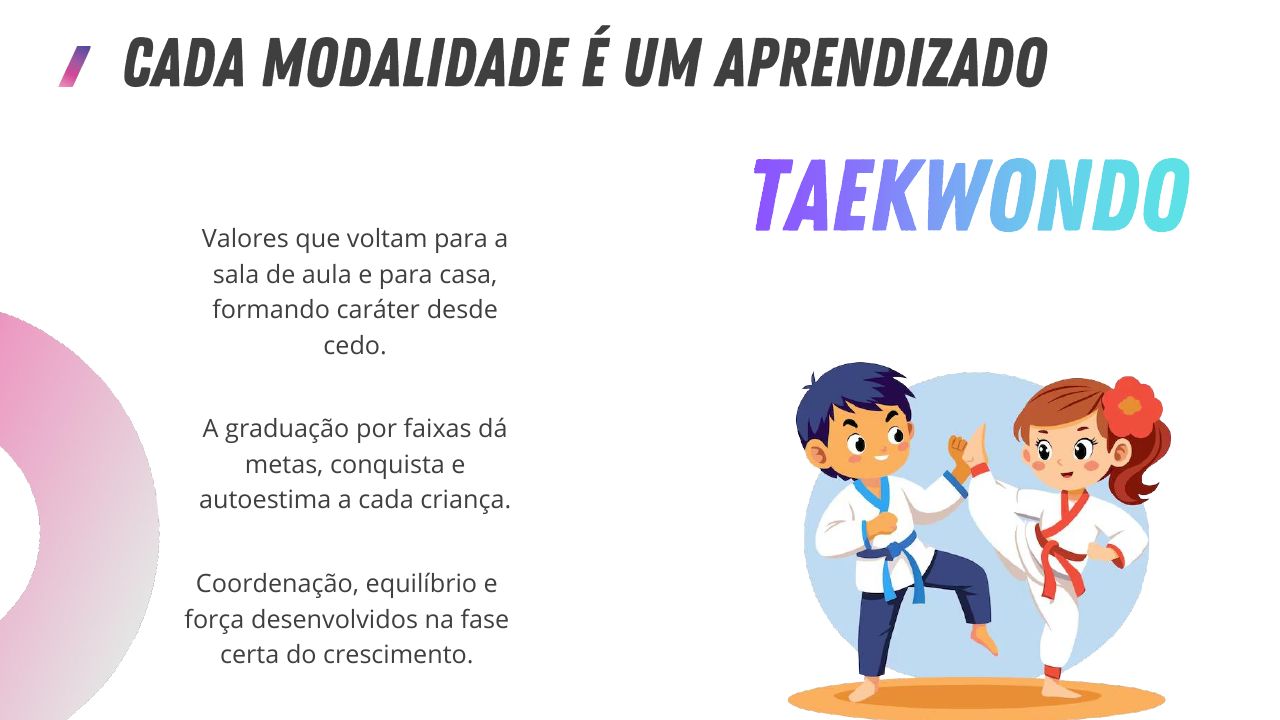 CADA MODALIDADE É UM APRENDIZADO
TAEKWONDO
Valores que voltam para a
sala de aula e para casa,
formando caráter desde
cedo.
A graduação por faixas dá
metas, conquista e
autoestima a cada criança.
Coordenação, equilíbrio e
força desenvolvidos na fase
certa do crescimento.